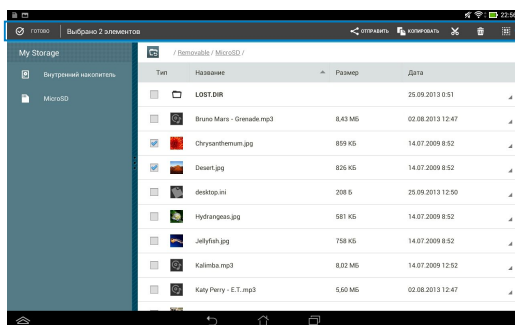 22:56
ГОТОВО Выбрано 2 элементов ОТПРАВИТЬ КОПИРОВАТЬ
My Storage / Removable / MicroSD /
Внутренний накопитель
MicroSD
Тип Название Размер Дата
LOST.DIR 25.09.2013 0:51
Bruno Mars - Grenade.mp3 8,43 МБ 02.08.2013 12:47
Chrysanthemum.jpg 859 КБ 14.07.2009 8:52
Desert.jpg 826 КБ 14.07.2009 8:52
desktop.ini 208 Б 25.09.2013 12:50
Hydrangeas.jpg 581 КБ 14.07.2009 8:52
Jellyfish.jpg 758 КБ 14.07.2009 8:52
Kalimba.mp3 8,02 МБ 14.07.2009 12:52
Katy Perry - E.T..mp3 5,60 МБ 02.08.2013 12:47